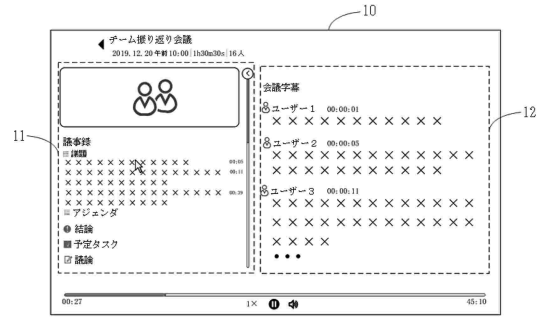 10
チーム振り返り会議
2019.12.20 午前10:00|1h30m30s|16人
11
12
議事録
議題
××××××××××××× 00:05
×××××××××××××××× 00:11
×××××××××××
×××××××××××××××× 00:28
×××××××××××
アジェンダ
結論
予定タスク
議論
会議字幕
ユーザー1 00:00:01
×××××××××××
ユーザー2 00:00:05
×××××××××××××
×××××××××××
ユーザー3 00:00:11
×××××××××××××
×××××××××××××
××××
•••
00:27
1×
45:10